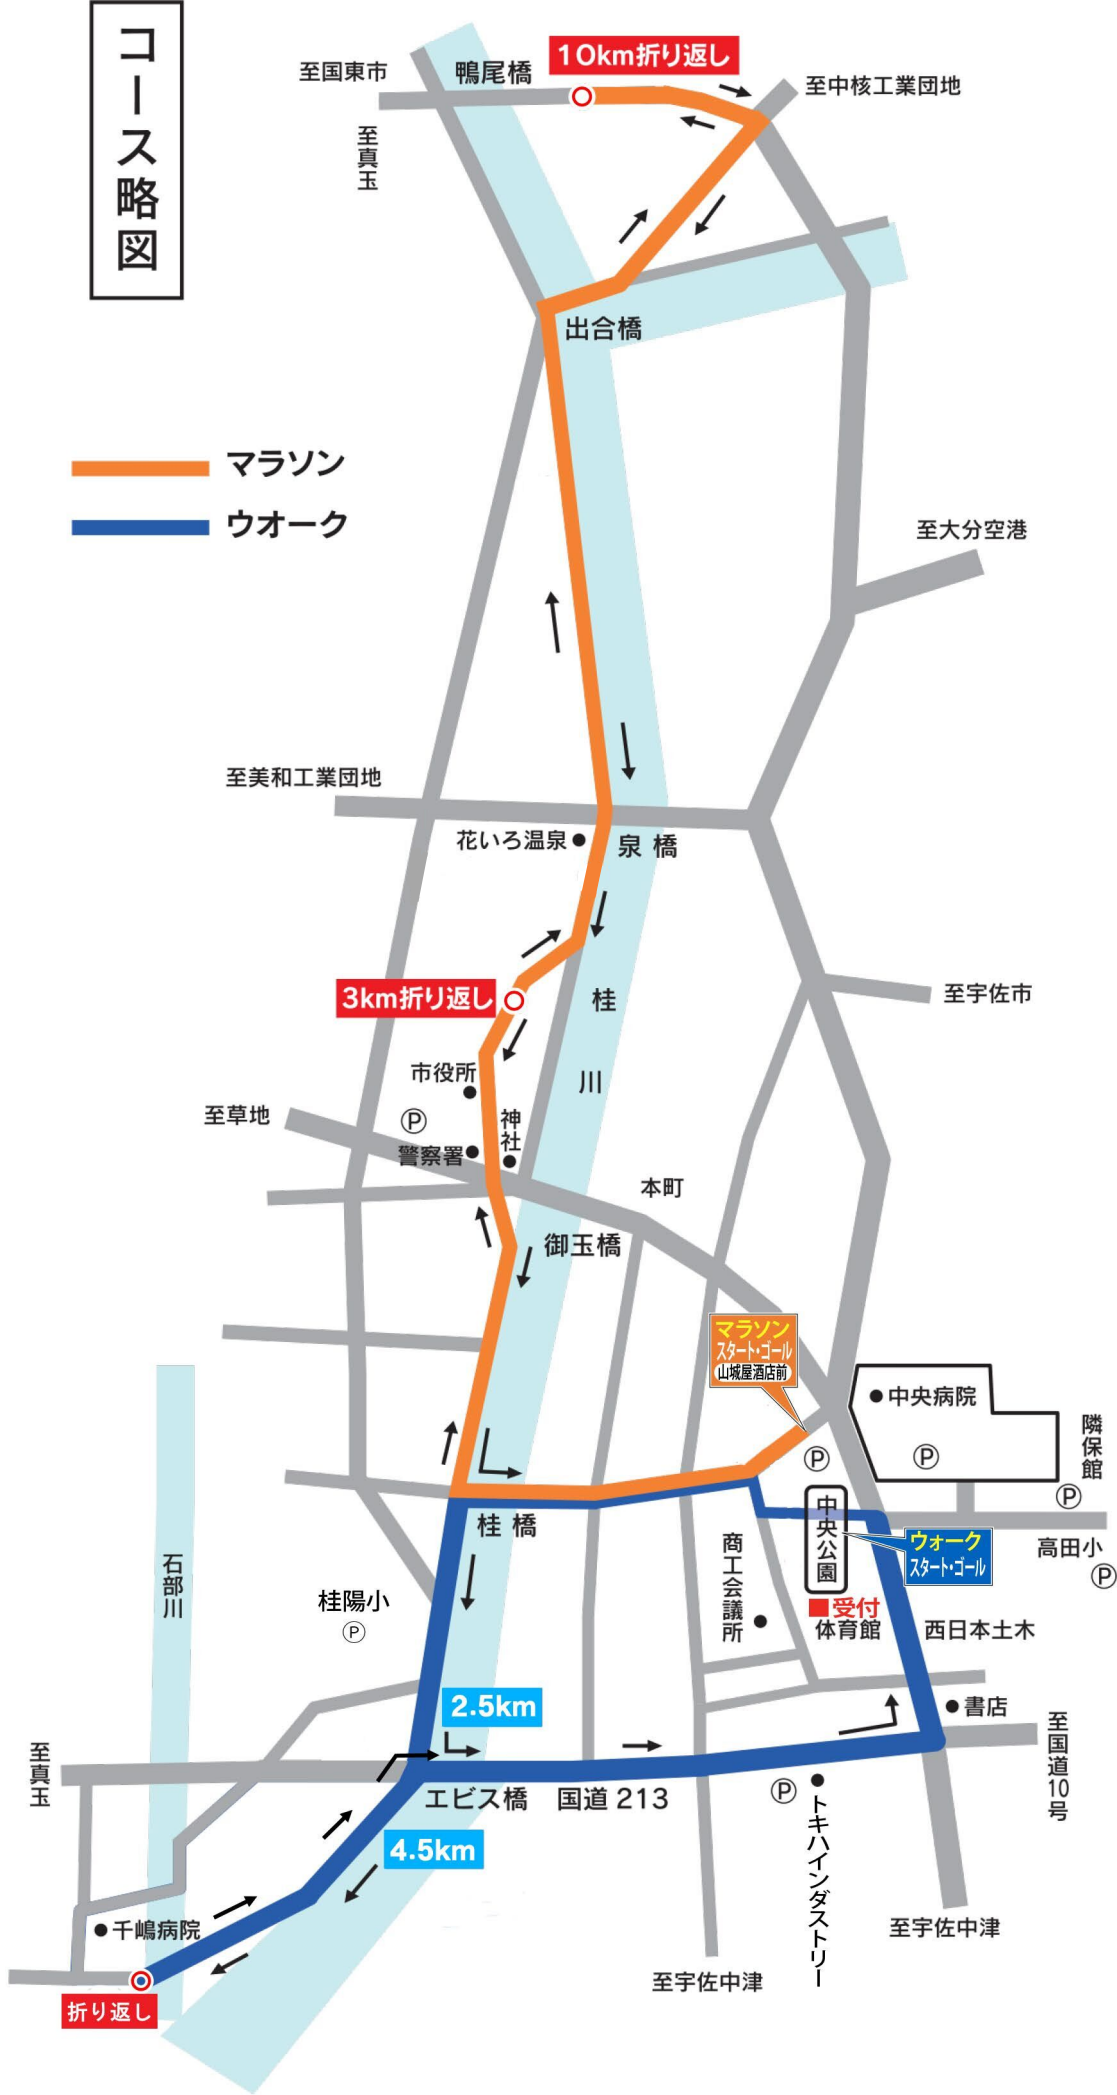 コース略図
10km折り返し
至国東市
鴨尾橋
至中核工業団地
至真玉
出合橋
マラソン
ウオーク
至大分空港
至美和工業団地
花いろ温泉
泉橋
3km折り返し
桂川
至宇佐市
市役所
至草地
Ⓟ
神社
警察署
本町
御玉橋
マラソン
スタート・ゴール
山城屋酒店前
中央病院
Ⓟ
Ⓟ
隣保館
Ⓟ
桂橋
中央公園
ウォーク
スタート・ゴール
高田小
Ⓟ
商工会議所
石部川
桂陽小
Ⓟ
受付
体育館
西日本土木
2.5km
書店
至国道10号
至真玉
エビス橋
国道213
Ⓟ
トキハインダストリー
4.5km
千嶋病院
至宇佐中津
至宇佐中津
折り返し